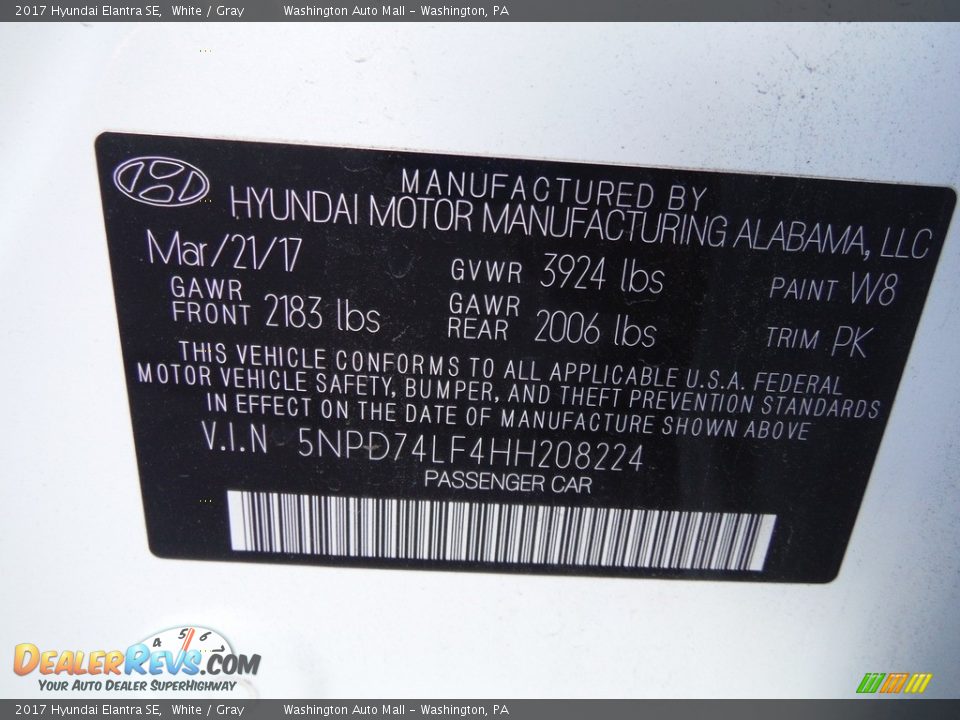 2017 Hyundai Elantra SE, White / Gray Washington Auto Mall - Washington, PA
MANUFACTURED BY
HYUNDAI MOTOR MANUFACTURING ALABAMA, LLC
Mar/21/17 GVWR 3924 lbs PAINT W8
GAWR FRONT 2183 lbs GAWR REAR 2006 lbs TRIM PK
THIS VEHICLE CONFORMS TO ALL APPLICABLE U.S.A. FEDERAL
MOTOR VEHICLE SAFETY, BUMPER, AND THEFT PREVENTION STANDARDS
IN EFFECT ON THE DATE OF MANUFACTURE SHOWN ABOVE
V.I.N 5NPD74LF4HH208224
PASSENGER CAR
4 5 6
DEALERREVS.COM
YOUR AUTO DEALER SUPERHIGHWAY
2017 Hyundai Elantra SE, White / Gray Washington Auto Mall - Washington, PA